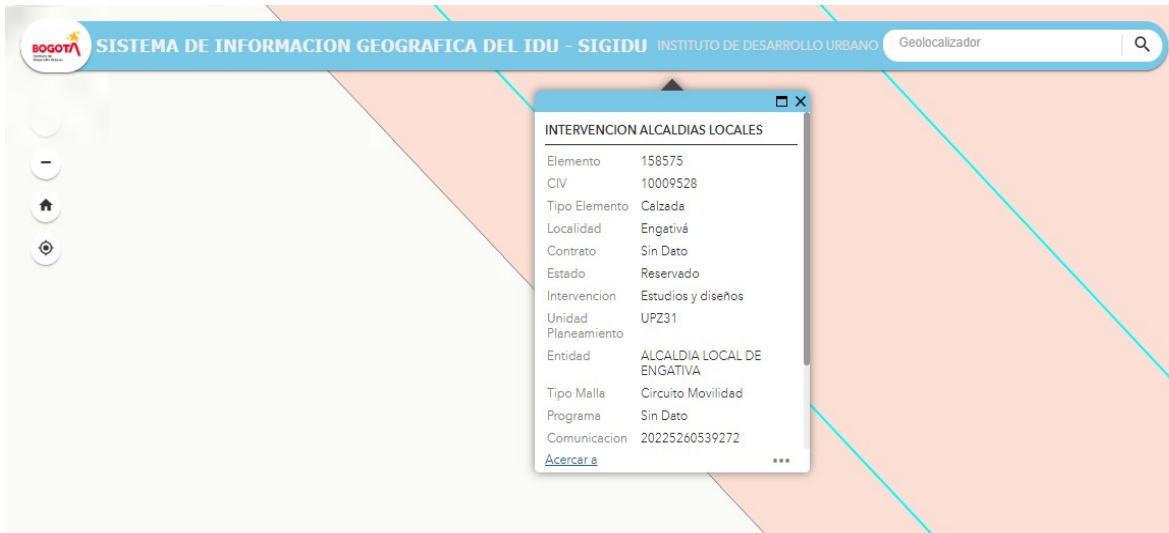 BOGOTÁ
SISTEMA DE INFORMACION GEOGRAFICA DEL IDU - SIGIDU INSTITUTO DE DESARROLLO URBANO Geolocalizador
INTERVENCION ALCALDIAS LOCALES
Elemento 158575
CIV 10009528
Tipo Elemento Calzada
Localidad Engativá
Contrato Sin Dato
Estado Reservado
Intervencion Estudios y diseños
Unidad Planeamiento UPZ31
Entidad ALCALDIA LOCAL DE
ENGATIVA
Tipo Malla Circuito Movilidad
Programa Sin Dato
Comunicacion 20225260539272
Acercar a